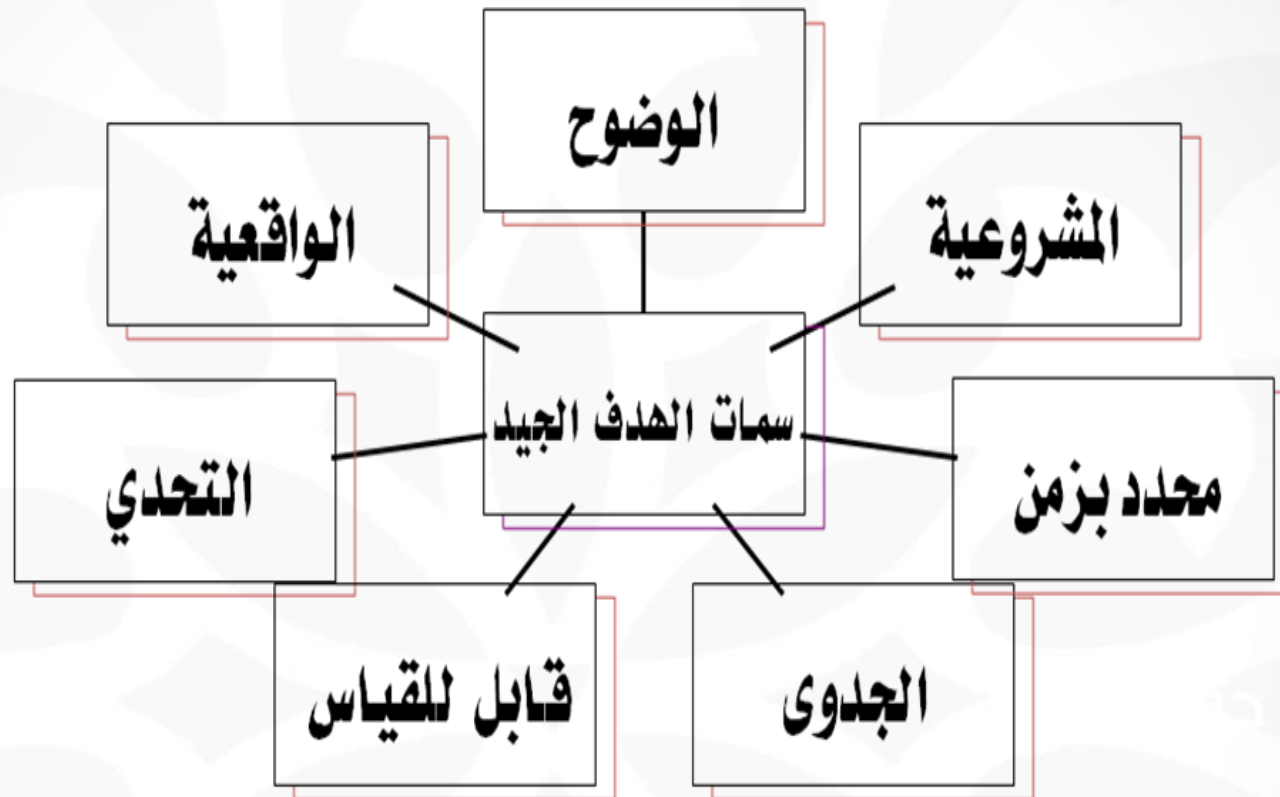 الوضوح
المشروعية
الواقعية
سمات الهدف الجيد
محدد بزمن
التحدي
الجدوى
قابل للقياس